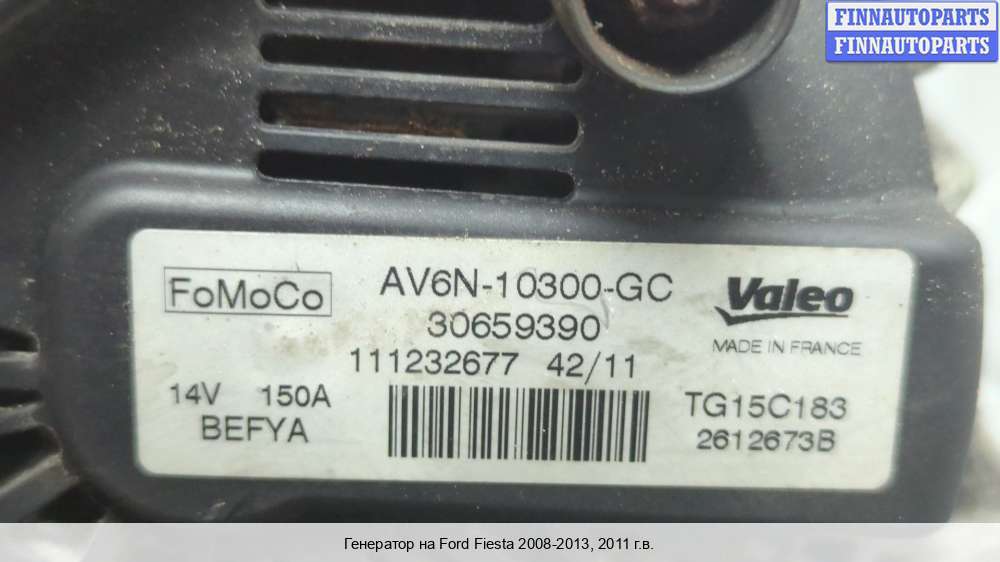 FINNAUTOPARTS
FINNAUTOPARTS
FoMoCo
AV6N-10300-GC
30659390
111232677 42/11
Valeo
MADE IN FRANCE
14V 150A
BEFYA
TG15C183
2612673B
Генератор на Ford Fiesta 2008-2013, 2011 г.в.